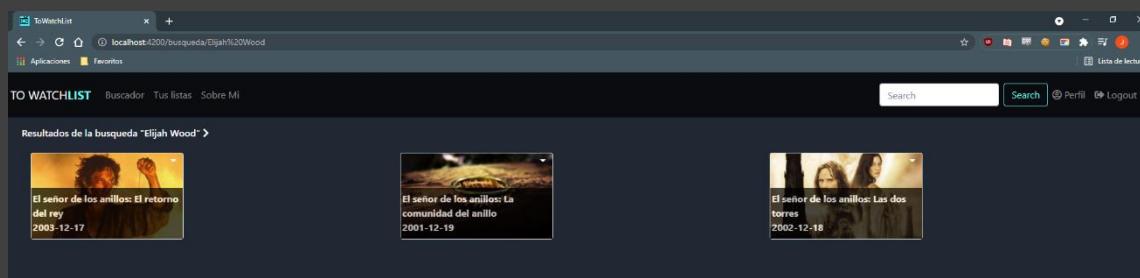 ToWatchList
localhost:4200/busqueda/Elijah%20Wood
Aplicaciones
Favoritos
Lista de lectu
TO WATCHLIST
Buscador
Tus listas
Sobre Mi
Search
Search
Perfil
Logout
Resultados de la busqueda "Elijah Wood"
El señor de los anillos: El retorno
del rey
2003-12-17
El señor de los anillos: La
comunidad del anillo
2001-12-19
El señor de los anillos: Las dos
torres
2002-12-18